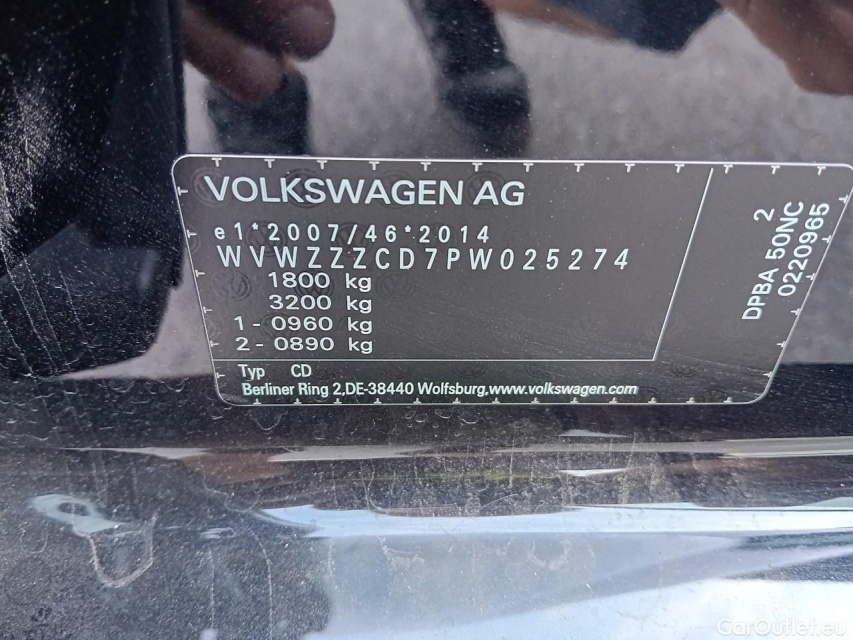 VOLKSWAGEN AG
e1*2007/46*2014
WVWZZZCD7PW025274
1800 kg
3200 kg
1 - 0960 kg
2 - 0890 kg
Typ CD
Berliner Ring 2,DE-38440 Wolfsburg,www.volkswagen.com
2
DPBA 50NC
0220965
CarOutlet.eu